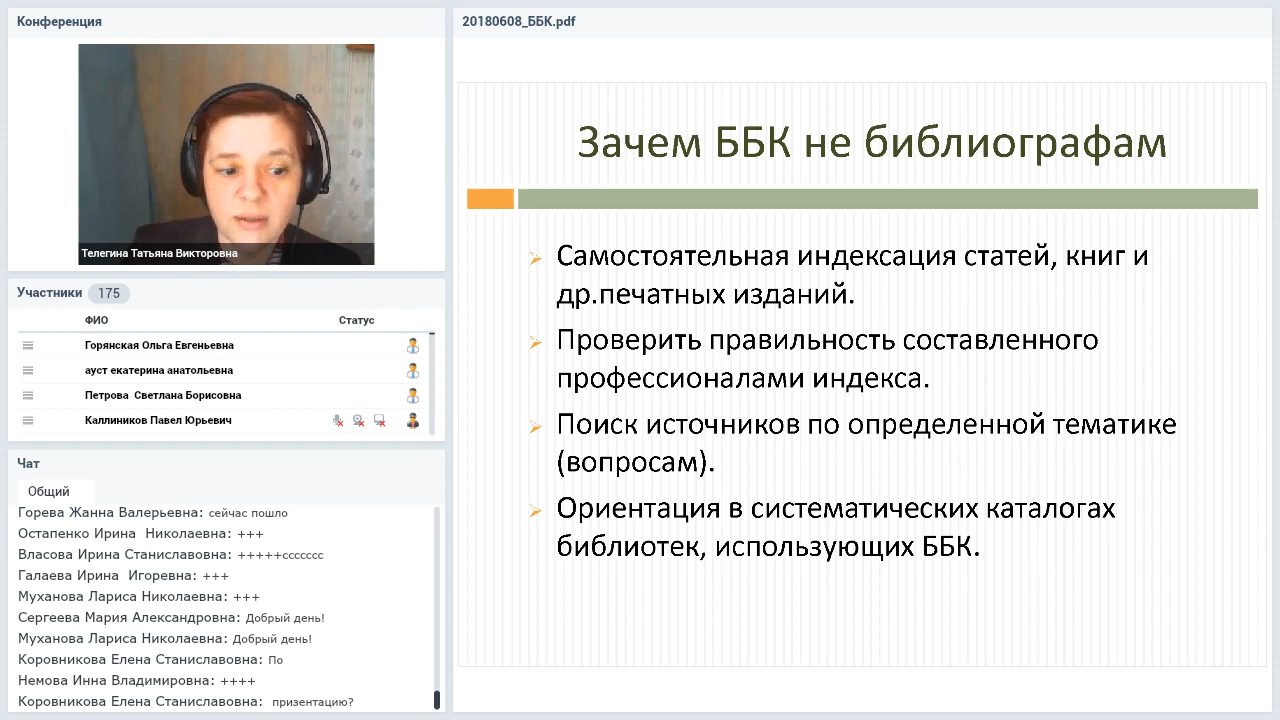 Конференция
Телегина Татьяна Викторовна
Участники 175
ФИО Статус
Горянская Ольга Евгеньевна
ауст екатерина анатольевна
Петрова Светлана Борисовна
Каллиников Павел Юрьевич
Чат
Общий
Горева Жанна Валерьевна: сейчас пошло
Остапенко Ирина Николаевна: +++
Власова Ирина Станиславовна: +++++ссссссс
Галаева Ирина Игоревна: +++
Муханова Лариса Николаевна: +++
Сергеева Мария Александровна: Добрый день!
Муханова Лариса Николаевна: Добрый день!
Коровникова Елена Станиславовна: По
Немова Инна Владимировна: ++++
Коровникова Елена Станиславовна: призентацию?
20180608_ББК.pdf
Зачем ББК не библиографам
Самостоятельная индексация статей, книг и
др.печатных изданий.
Проверить правильность составленного
профессионалами индекса.
Поиск источников по определенной тематике
(вопросам).
Ориентация в систематических каталогах
библиотек, использующих ББК.